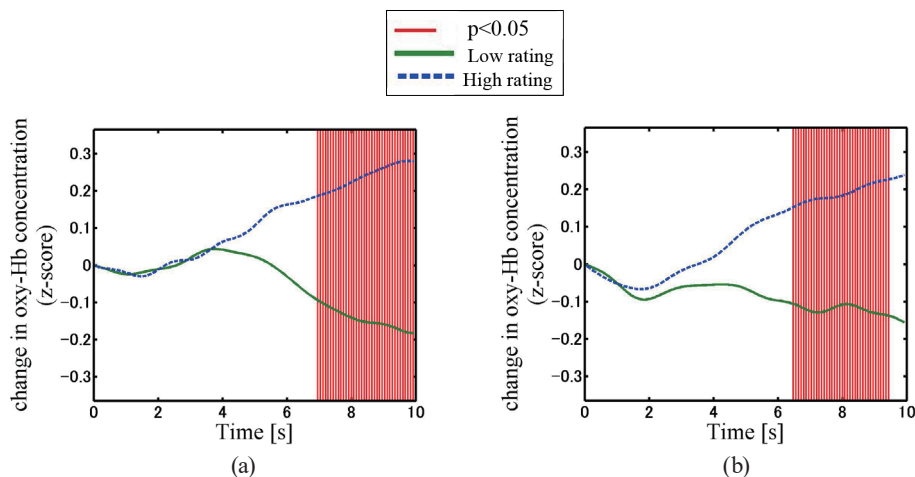 p<0.05
Low rating
High rating
change in oxy-Hb concentration
(z-score)
0.3
0.2
0.1
0
−0.1
−0.2
−0.3
0 2 4 6 8 10
Time [s]
(a)
change in oxy-Hb concentration
(z-score)
0.3
0.2
0.1
0
−0.1
−0.2
−0.3
0 2 4 6 8 10
Time [s]
(b)